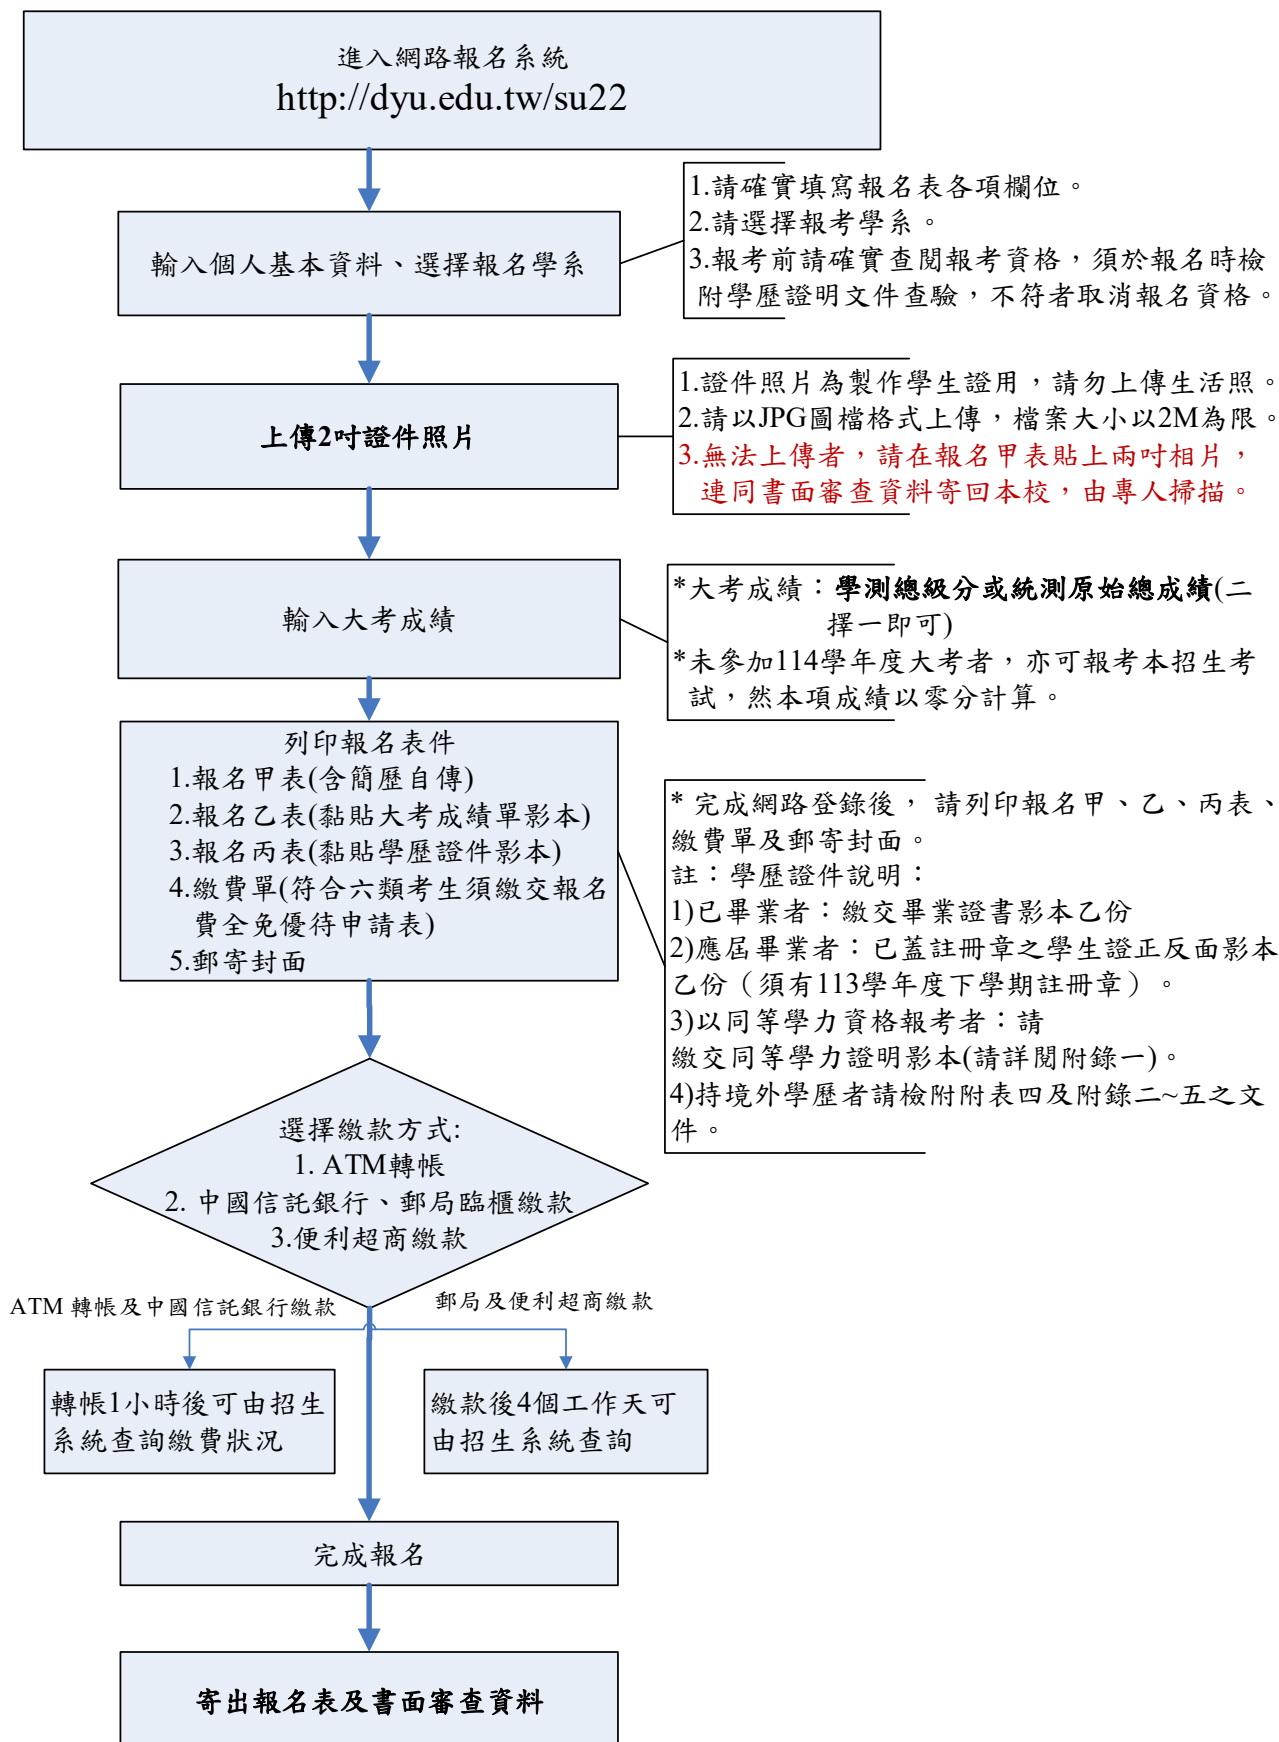 進入網路報名系統
http://dyu.edu.tw/su22
輸入個人基本資料、選擇報名學系
1.請確實填寫報名表各項欄位。
2.請選擇報考學系。
3.報考前請確實查閱報考資格，須於報名時檢
附學歷證明文件查驗，不符者取消報名資格。
上傳2吋證件照片
1.證件照片為製作學生證用，請勿上傳生活照。
2.請以JPG圖檔格式上傳，檔案大小以2M為限。
3.無法上傳者，請在報名甲表貼上兩吋相片，
連同書面審查資料寄回本校，由專人掃描。
輸入大考成績
*大考成績：學測總級分或統測原始總成績(二
擇一即可)
*未參加114學年度大考者，亦可報考本招生考
試，然本項成績以零分計算。
列印報名表件
1.報名甲表(含簡歷自傳)
2.報名乙表(黏貼大考成績單影本)
3.報名丙表(黏貼學歷證件影本)
4.繳費單(符合六類考生須繳交報名
費全免優待申請表)
5.郵寄封面
* 完成網路登錄後， 請列印報名甲、乙、丙表、
繳費單及郵寄封面。
註：學歷證件說明：
1)已畢業者：繳交畢業證書影本乙份
2)應屆畢業者：已蓋註冊章之學生證正反面影本
乙份（須有113學年度下學期註冊章）。
3)以同等學力資格報考者：請
繳交同等學力證明影本(請詳閱附錄一)。
4)持境外學歷者請檢附附表四及附錄二~五之文
件。
選擇繳款方式:
1. ATM轉帳
2. 中國信託銀行、郵局臨櫃繳款
3.便利超商繳款
ATM 轉帳及中國信託銀行繳款
郵局及便利超商繳款
轉帳1小時後可由招生
系統查詢繳費狀況
繳款後4個工作天可
由招生系統查詢
完成報名
寄出報名表及書面審查資料